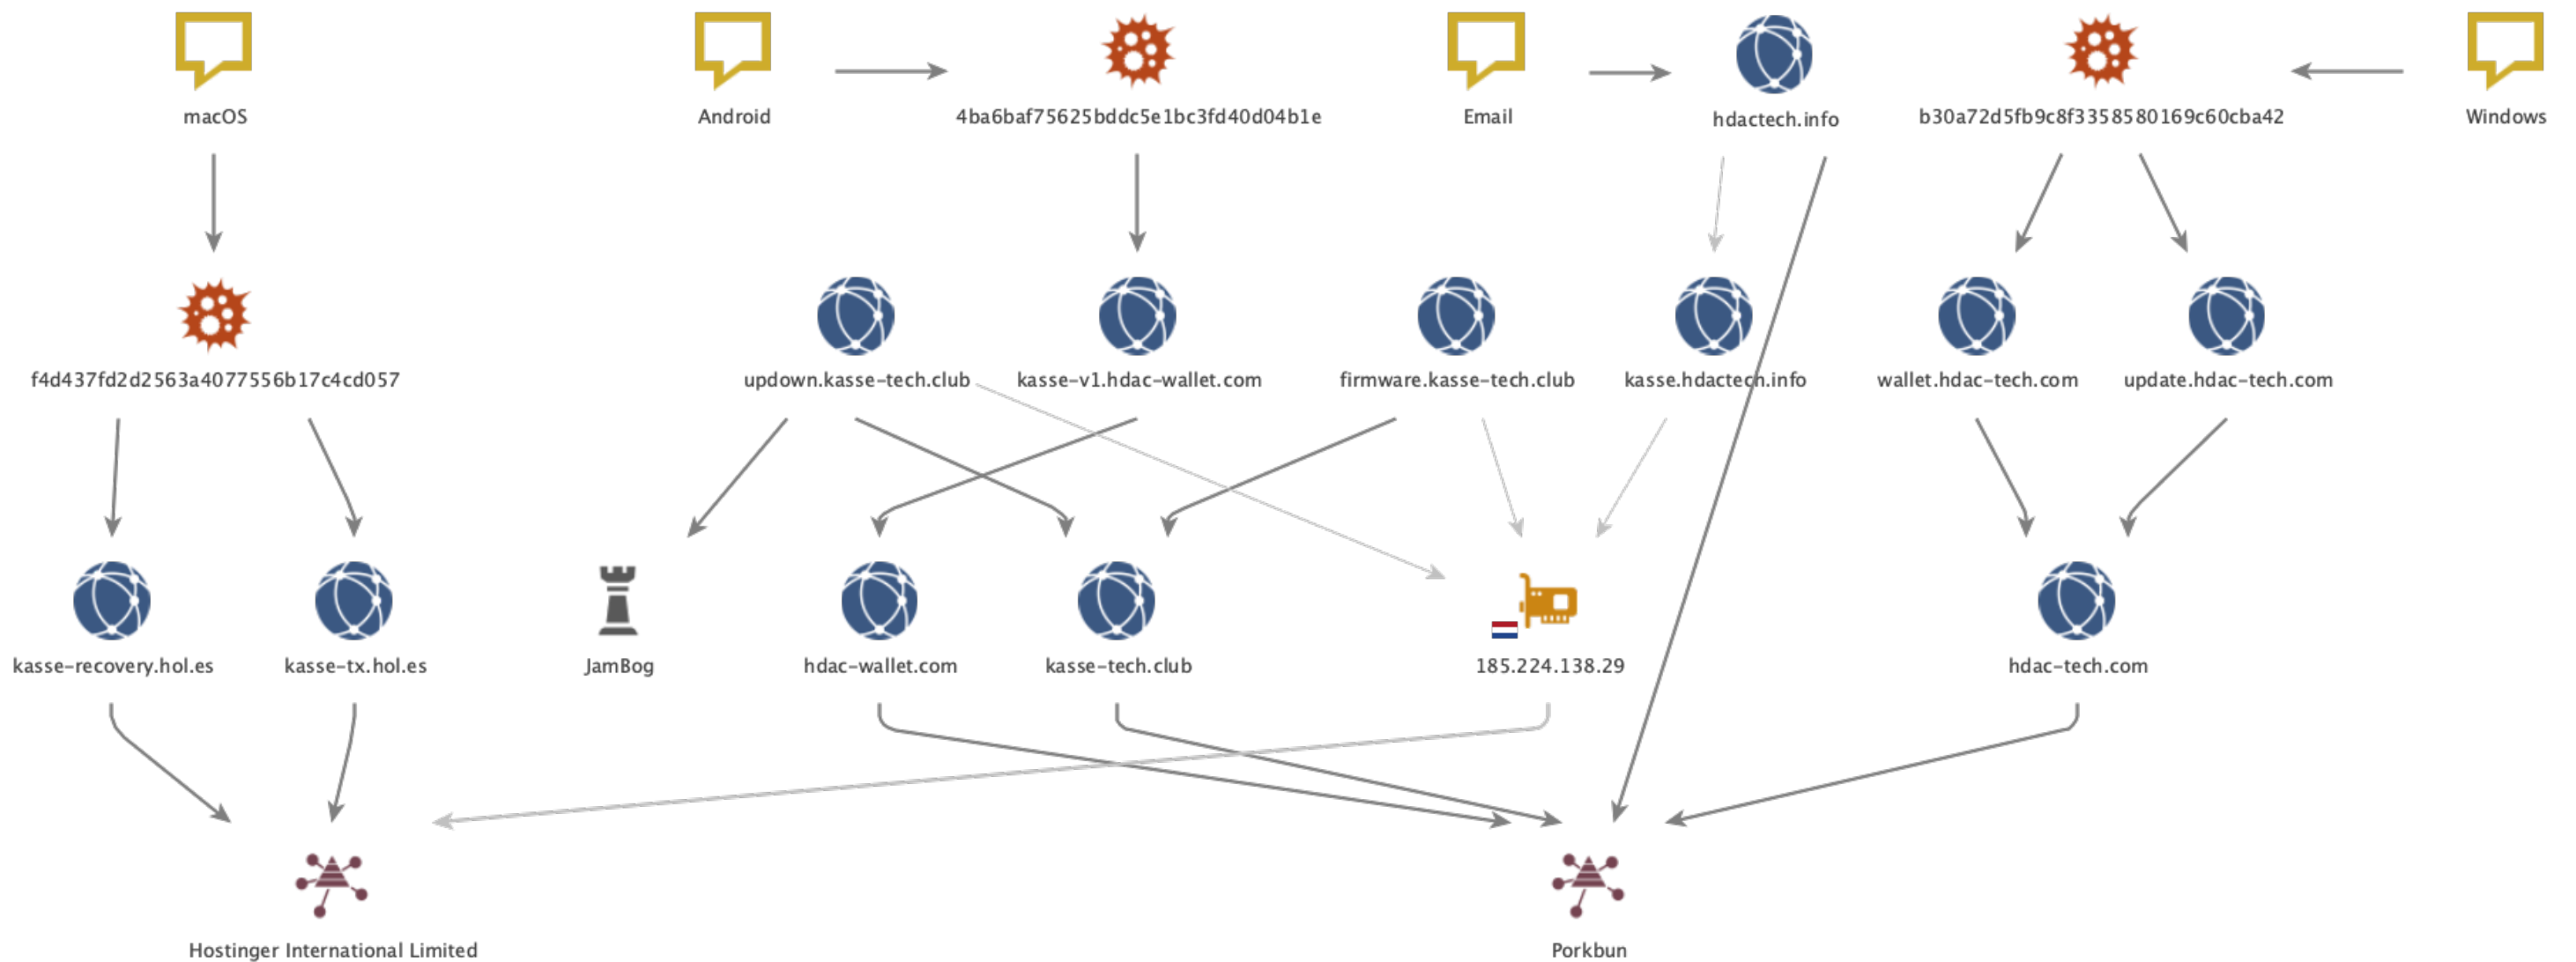 macOS
Android
4ba6baf75625bddc5e1bc3fd40d04b1e
Email
hdactech.info
b30a72d5fb9c8f3358580169c60cba42
Windows
f4d437fd2d2563a4077556b17c4cd057
updown.kasse-tech.club
kasse-v1.hdac-wallet.com
firmware.kasse-tech.club
kasse.hdactech.info
wallet.hdac-tech.com
update.hdac-tech.com
kasse-recovery.hol.es
kasse-tx.hol.es
JamBog
hdac-wallet.com
kasse-tech.club
185.224.138.29
hdac-tech.com
Hostinger International Limited
Porkbun